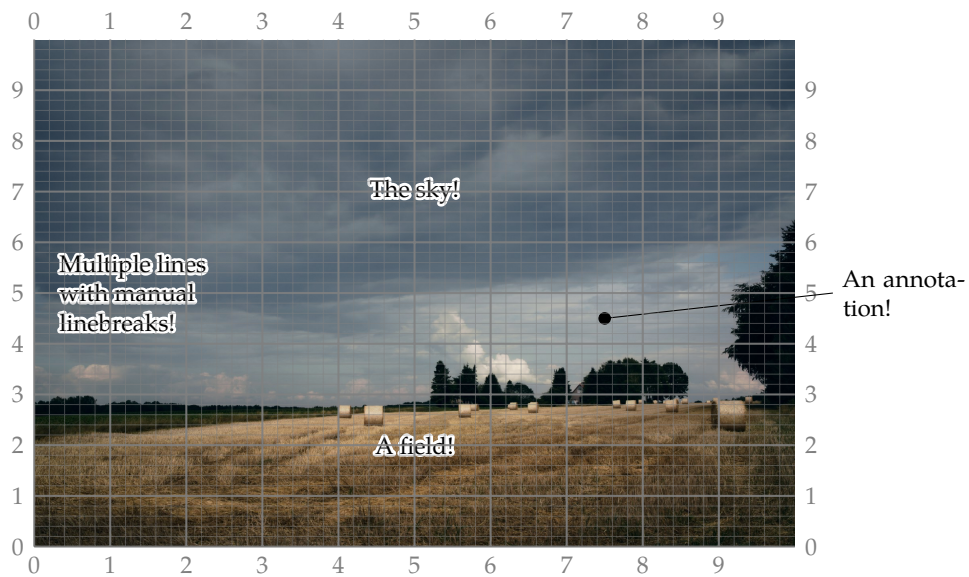 0 1 2 3 4 5 6 7 8 9
9 9
8 8
The sky!
7 7
6 6
Multiple lines
with manual
linebreaks!
5 5
An annota-
tion!
4 4
3 3
A field!
2 2
1 1
0 0
0 1 2 3 4 5 6 7 8 9